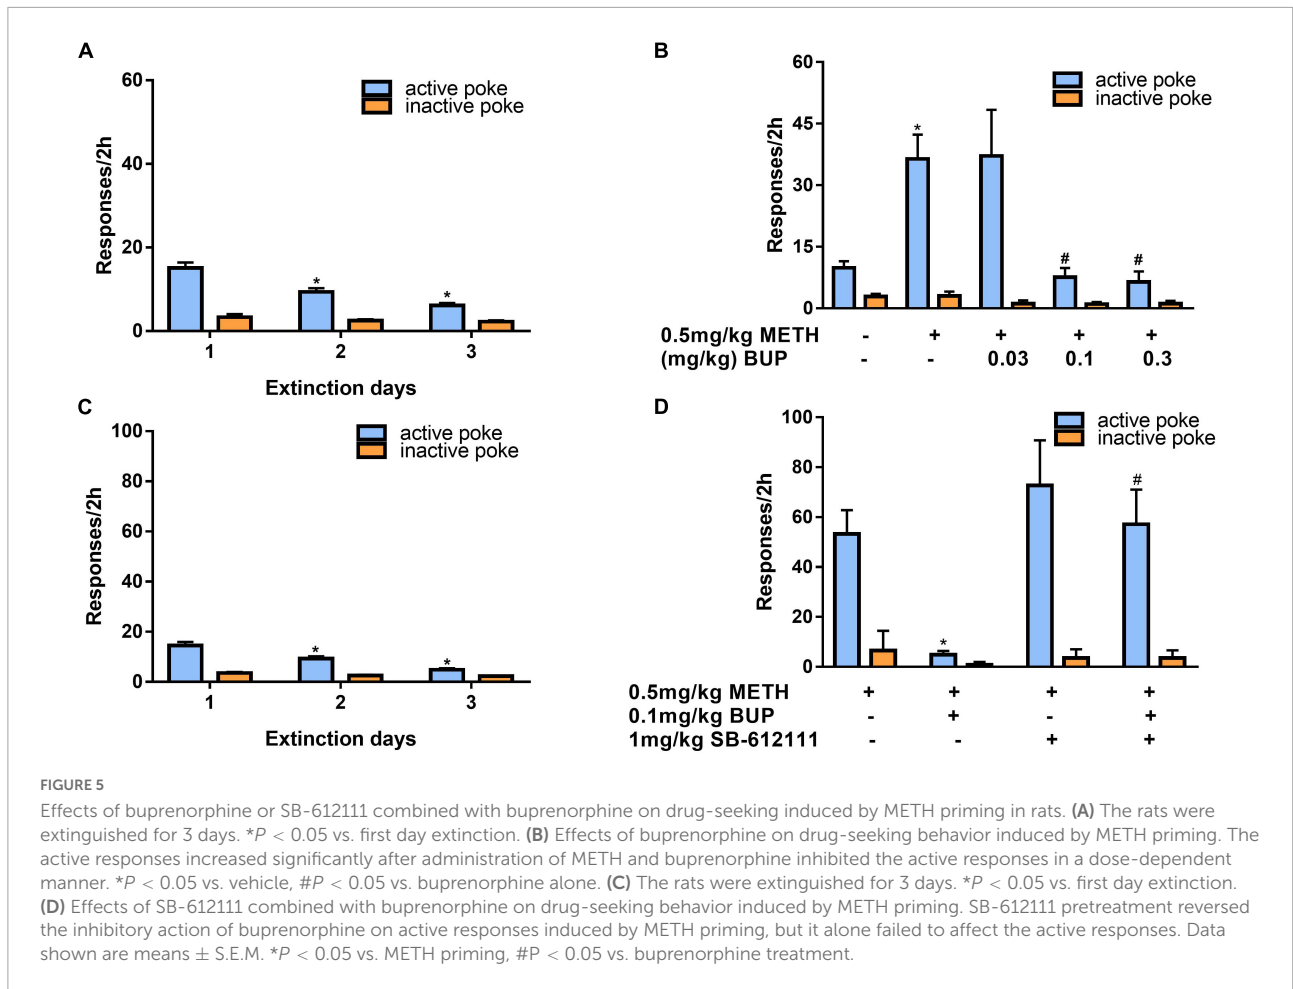 A
60
40
20
0
Responses/2h
active poke
inactive poke
1 2 3
Extinction days
B
60
45
30
15
0
Responses/2h
active poke
inactive poke
*
#
#
0.5mg/kg METH - + + + +
(mg/kg) BUP - - 0.03 0.1 0.3
*
*
C
100
80
60
40
20
0
Responses/2h
active poke
inactive poke
*
*
1 2 3
Extinction days
D
100
80
60
40
20
0
Responses/2h
active poke
inactive poke
*
#
0.5mg/kg METH + + + +
0.1mg/kg BUP - + - +
1mg/kg SB-612111 - - + +
FIGURE 5
Effects of buprenorphine or SB-612111 combined with buprenorphine on drug-seeking induced by METH priming in rats. (A) The rats were
extinguished for 3 days. *P < 0.05 vs. first day extinction. (B) Effects of buprenorphine on drug-seeking behavior induced by METH priming. The
active responses increased significantly after administration of METH and buprenorphine inhibited the active responses in a dose-dependent
manner. *P < 0.05 vs. vehicle, #P < 0.05 vs. buprenorphine alone. (C) The rats were extinguished for 3 days. *P < 0.05 vs. first day extinction.
(D) Effects of SB-612111 combined with buprenorphine on drug-seeking behavior induced by METH priming. SB-612111 pretreatment reversed
the inhibitory action of buprenorphine on active responses induced by METH priming, but it alone failed to affect the active responses. Data
shown are means ± S.E.M. *P < 0.05 vs. METH priming, #P < 0.05 vs. buprenorphine treatment.